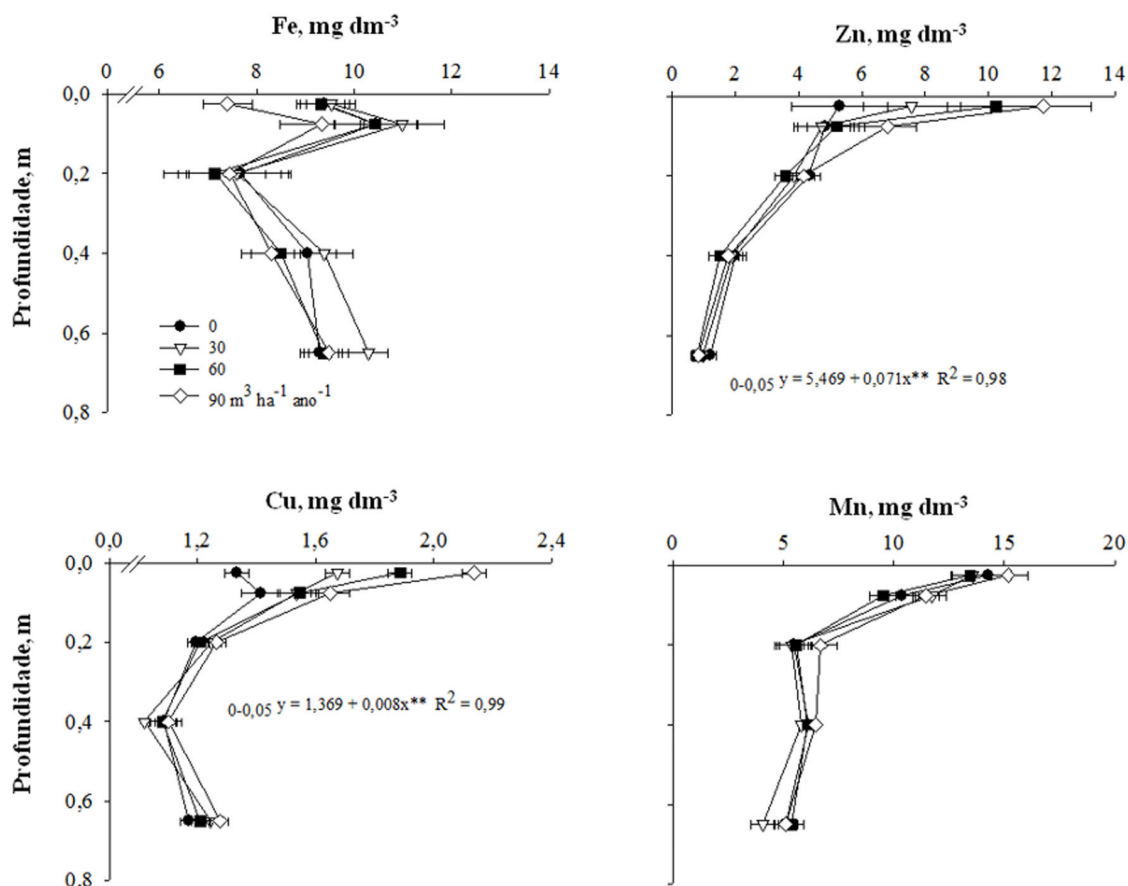 Fe, mg dm-3
0 6 8 10 12 14
0,0
0,2
0,4
0,6
0,8
Profundidade, m
0
30
60
90 m3 ha-1 ano-1
Zn, mg dm-3
0 2 4 6 8 10 12 14
0-0,05 y = 5,469 + 0,071x** R2 = 0,98
Cu, mg dm-3
0,0 1,2 1,6 2,0 2,4
0,0
0,2
0,4
0,6
0,8
Profundidade, m
0-0,05 y = 1,369 + 0,008x** R2 = 0,99
Mn, mg dm-3
0 5 10 15 20